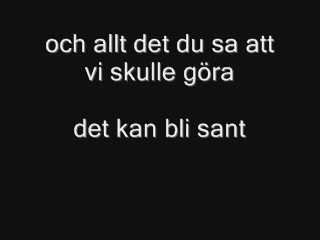 och allt det du sa att
vi skulle göra
det kan bli sant